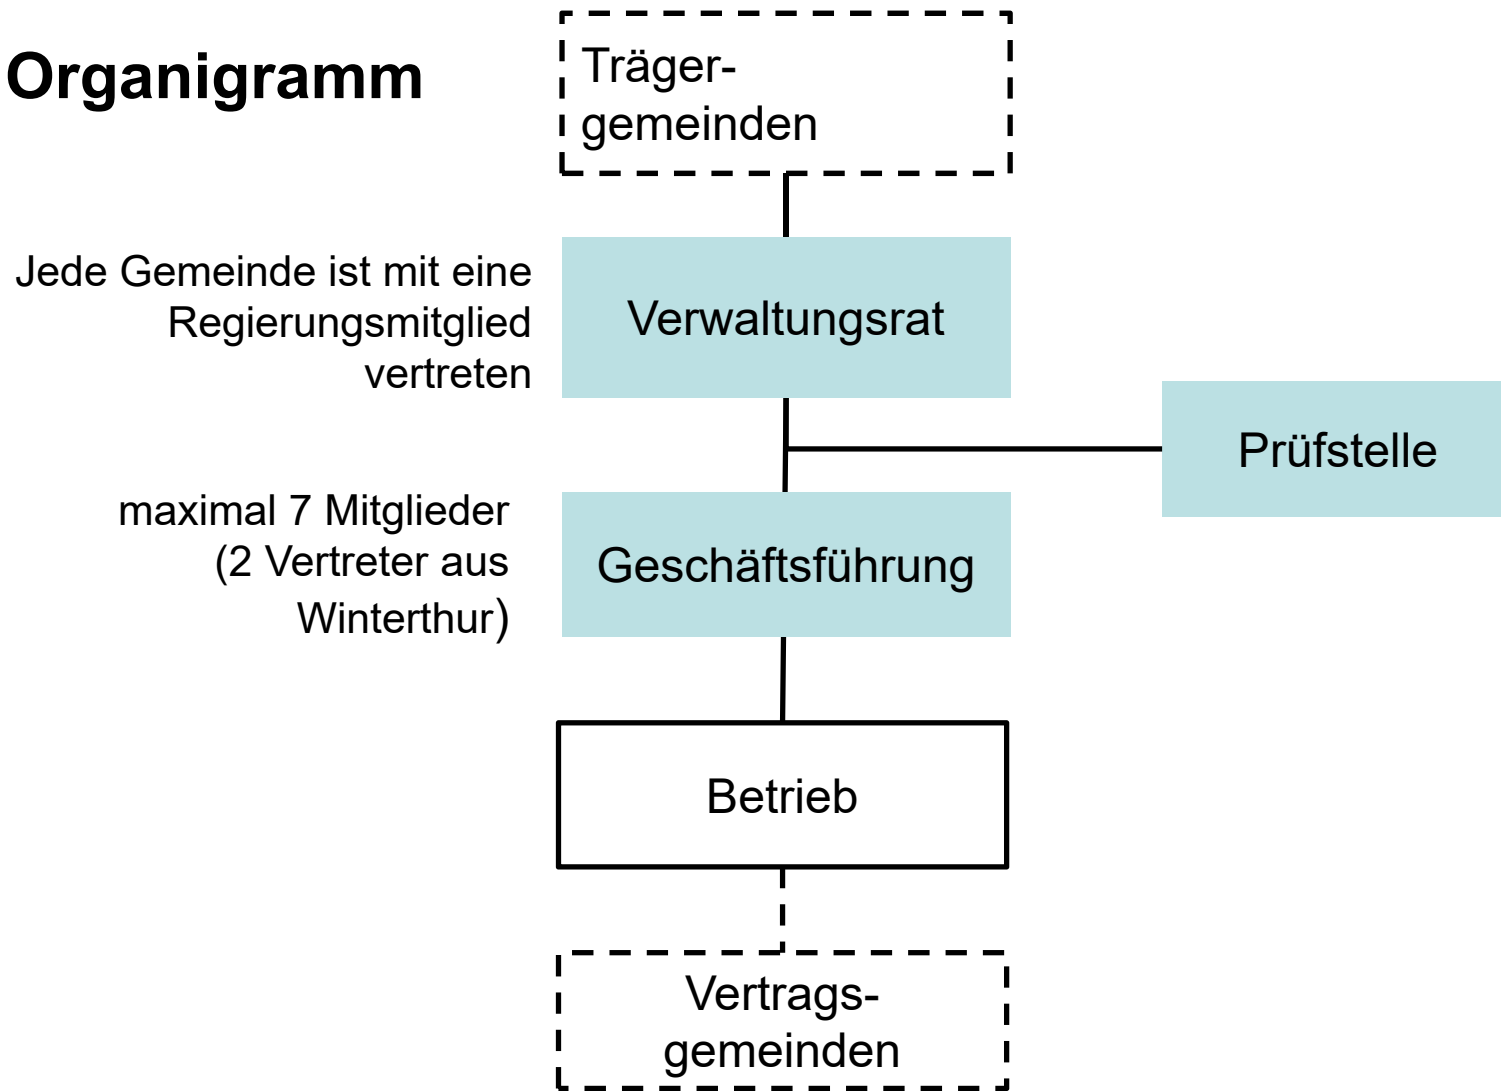 Organigramm
Träger-
gemeinden
Jede Gemeinde ist mit eine
Regierungsmitglied
vertreten
Verwaltungsrat
Prüfstelle
maximal 7 Mitglieder
(2 Vertreter aus
Winterthur)
Geschäftsführung
Betrieb
Vertrags-
gemeinden